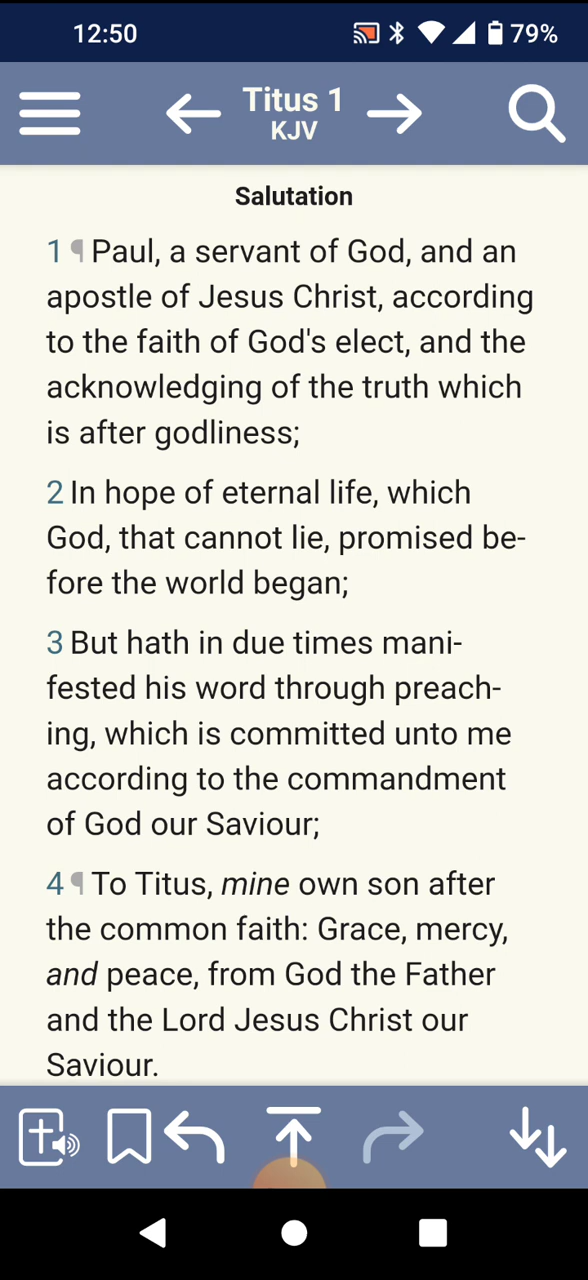 12:50
79%
Titus 1
KJV
Salutation
1 ¶ Paul, a servant of God, and an
apostle of Jesus Christ, according
to the faith of God's elect, and the
acknowledging of the truth which
is after godliness;
2 In hope of eternal life, which
God, that cannot lie, promised be-
fore the world began;
3 But hath in due times mani-
fested his word through preach-
ing, which is committed unto me
according to the commandment
of God our Saviour;
4 ¶ To Titus, mine own son after
the common faith: Grace, mercy,
and peace, from God the Father
and the Lord Jesus Christ our
Saviour.